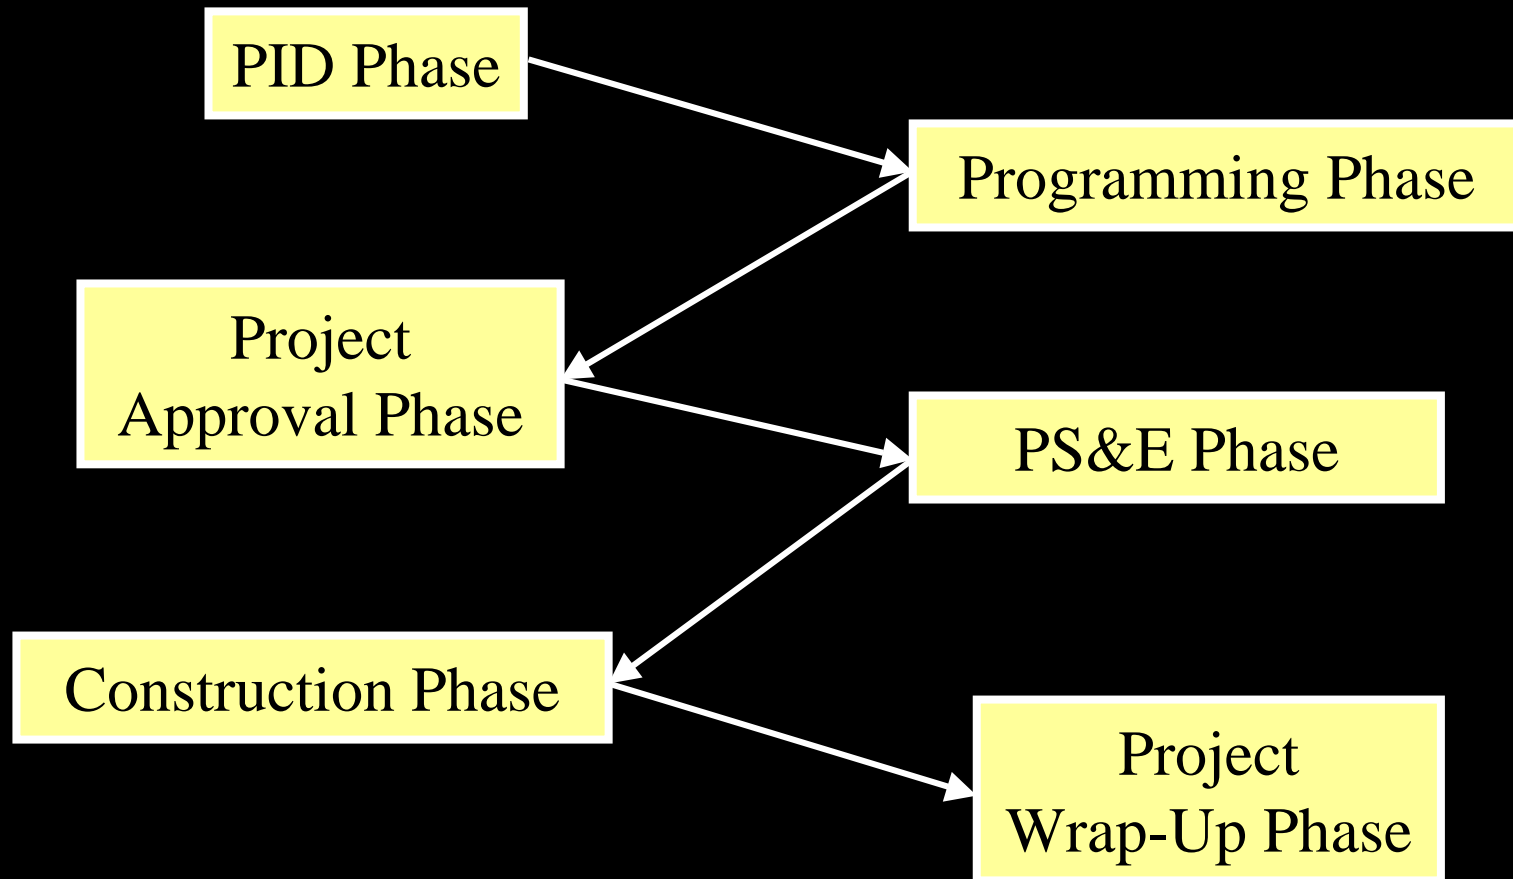 PID Phase
Programming Phase
Project
Approval Phase
PS&E Phase
Construction Phase
Project
Wrap-Up Phase